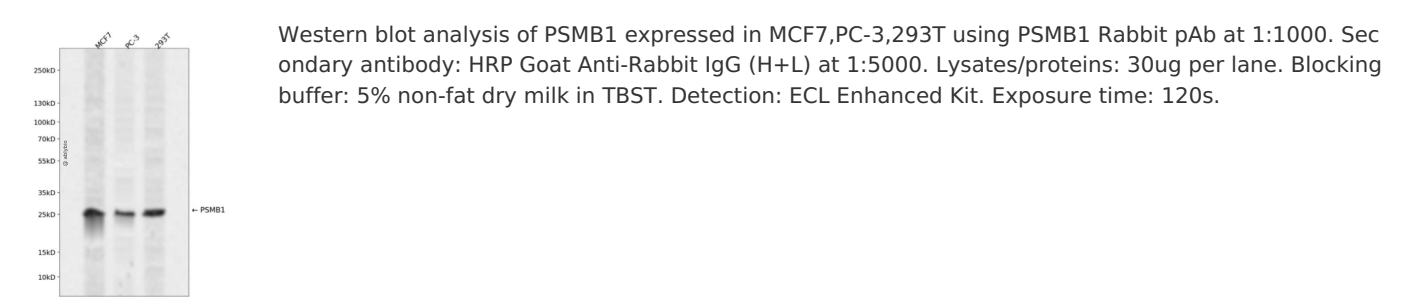 Western blot analysis of PSMB1 expressed in MCF7,PC-3,293T using PSMB1 Rabbit pAb at 1:1000. Sec
ondary antibody: HRP Goat Anti-Rabbit IgG (H+L) at 1:5000. Lysates/proteins: 30ug per lane. Blocking
buffer: 5% non-fat dry milk in TBST. Detection: ECL Enhanced Kit. Exposure time: 120s.
MCF7 PC-3 293T
250kD
130kD
100kD
70kD
55kD
35kD
25kD
← PSMB1
15kD
10kD